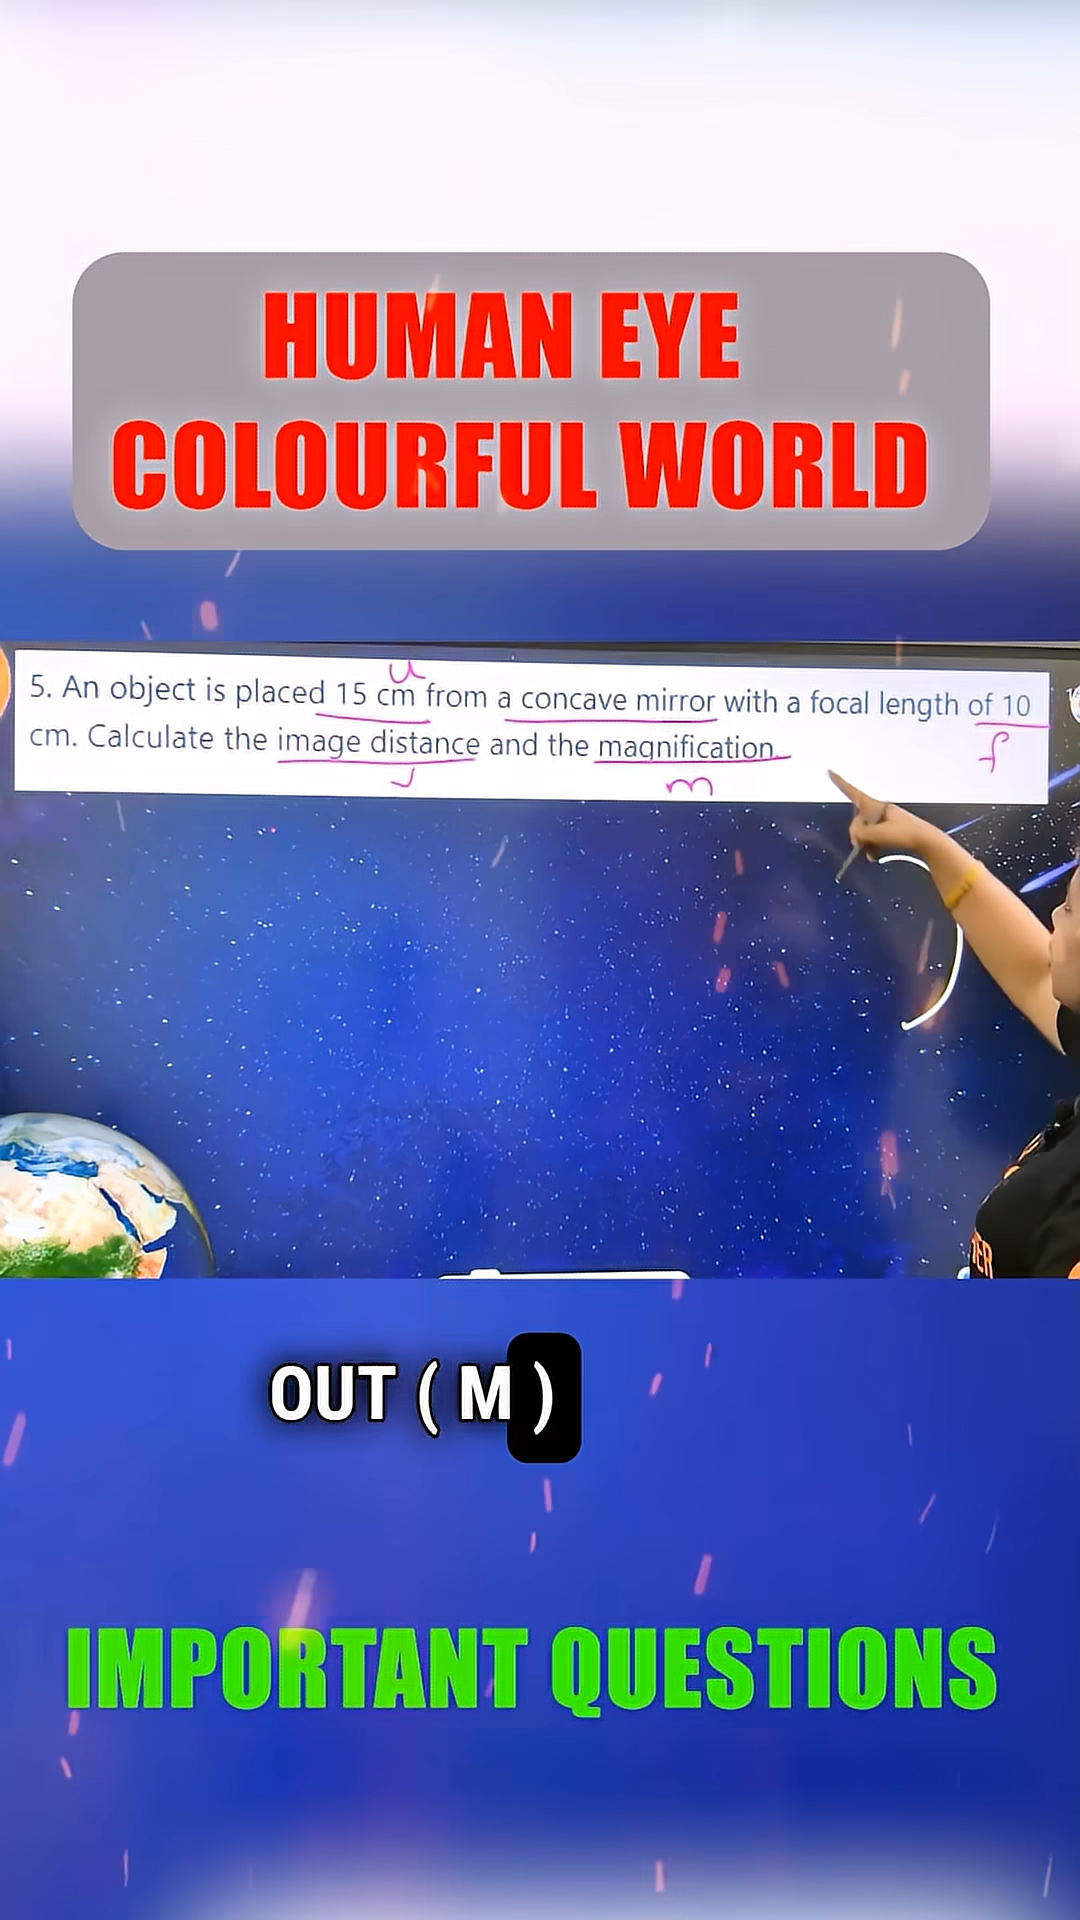 HUMAN EYE
COLOURFUL WORLD
u
5. An object is placed 15 cm from a concave mirror with a focal length of 10
cm. Calculate the image distance and the magnification.
f
m
OUT ( M )
IMPORTANT QUESTIONS